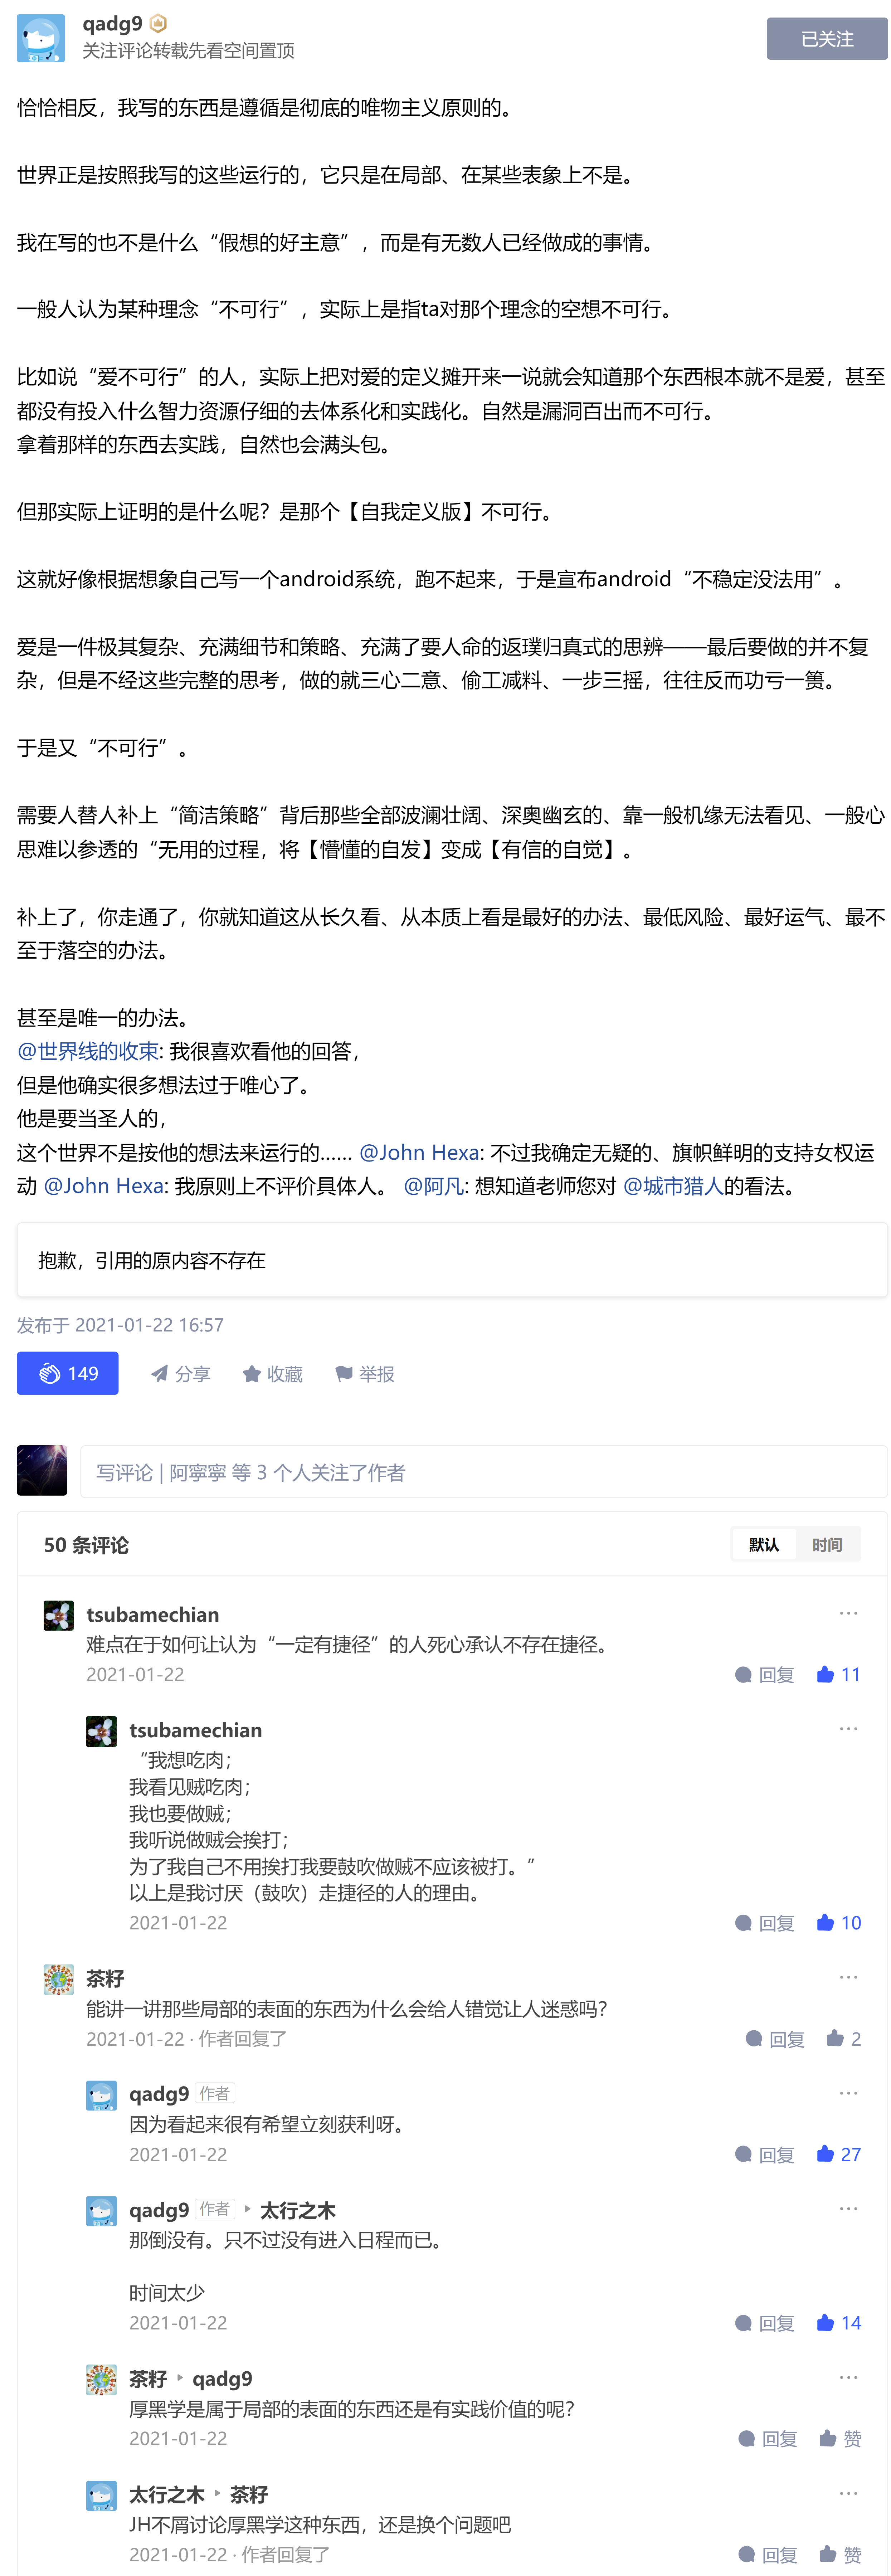 qadg9
关注评论转载先看空间置顶
已关注
恰恰相反，我写的东西是遵循是彻底的唯物主义原则的。
世界正是按照我写的这些运行的，它只是在局部、在某些表象上不是。
我在写的也不是什么“假想的好主意”，而是有无数人已经做成的事情。
一般人认为某种理念“不可行”，实际上是指ta对那个理念的空想不可行。
比如说“爱不可行”的人，实际上把对爱的定义摊开来一说就会知道那个东西根本就不是爱，甚至
都没有投入什么智力资源仔细的去体系化和实践化。自然是漏洞百出而不可行。
拿着那样的东西去实践，自然也会满头包。
但那实际上证明的是什么呢？是那个【自我定义版】不可行。
这就好像根据想象自己写一个android系统，跑不起来，于是宣布android“不稳定没法用”。
爱是一件极其复杂、充满细节和策略、充满了要人命的返璞归真式的思辨——最后要做的并不复
杂，但是不经这些完整的思考，做的就三心二意、偷工减料、一步三摇，往往反而功亏一篑。
于是又“不可行”。
需要人替人补上“简洁策略”背后那些全部波澜壮阔、深奥幽玄的、靠一般机缘无法看见、一般心
思难以参透的“无用的过程，将【懵懂的自发】变成【有信的自觉】。
补上了，你走通了，你就知道这从长久看、从本质上看是最好的办法、最低风险、最好运气、最不
至于落空的办法。
甚至是唯一的办法。
@世界线的收束: 我很喜欢看他的回答，
但是他确实很多想法过于唯心了。
他是要当圣人的，
这个世界不是按他的想法来运行的…… @John Hexa: 不过我确定无疑的、旗帜鲜明的支持女权运
动 @John Hexa: 我原则上不评价具体人。 @阿凡: 想知道老师您对 @城市猎人的看法。
抱歉，引用的原内容不存在
发布于 2021-01-22 16:57
149 分享 收藏 举报
写评论 | 阿寧寧 等 3 个人关注了作者
50 条评论
默认 时间
tsubamechian
难点在于如何让认为“一定有捷径”的人死心承认不存在捷径。
2021-01-22 回复 11
tsubamechian
“我想吃肉；
我看见贼吃肉；
我也要做贼；
我听说做贼会挨打；
为了我自己不用挨打我要鼓吹做贼不应该被打。”
以上是我讨厌（鼓吹）走捷径的人的理由。
2021-01-22 回复 10
茶籽
能讲一讲那些局部的表面的东西为什么会给人错觉让人迷惑吗？
2021-01-22 · 作者回复了 回复 2
qadg9 作者
因为看起来很有希望立刻获利呀。
2021-01-22 回复 27
qadg9 作者 太行之木
那倒没有。只不过没有进入日程而已。
时间太少
2021-01-22 回复 14
茶籽 qadg9
厚黑学是属于局部的表面的东西还是有实践价值的呢？
2021-01-22 回复 赞
太行之木 茶籽
JH不屑讨论厚黑学这种东西，还是换个问题吧
2021-01-22 · 作者回复了 回复 赞